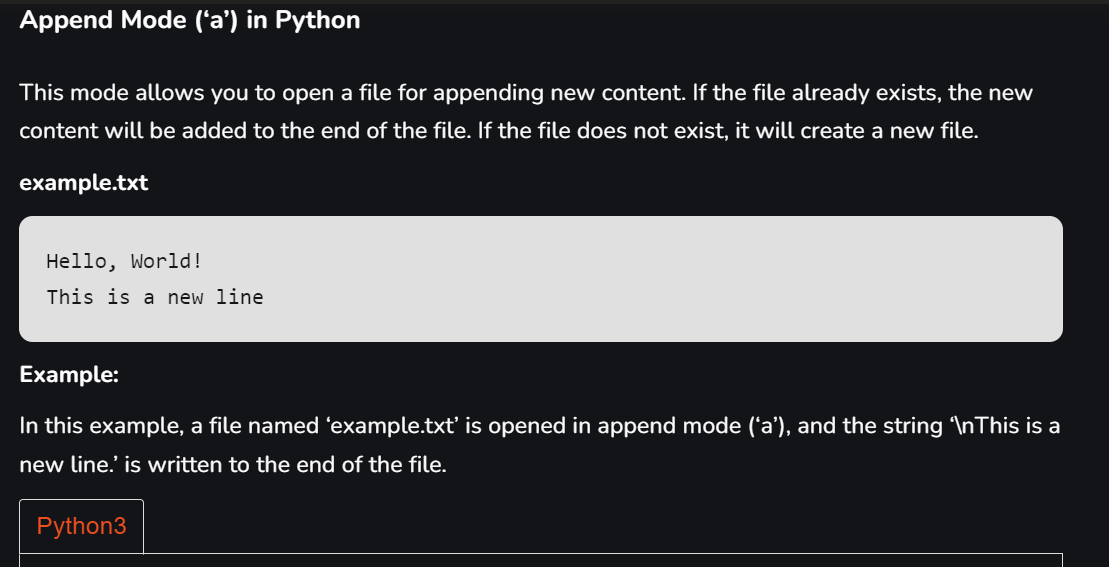 Append Mode (‘a’) in Python
This mode allows you to open a file for appending new content. If the file already exists, the new
content will be added to the end of the file. If the file does not exist, it will create a new file.
example.txt
Hello, World!
This is a new line
Example:
In this example, a file named ‘example.txt’ is opened in append mode (‘a’), and the string ‘\nThis is a
new line.’ is written to the end of the file.
Python3